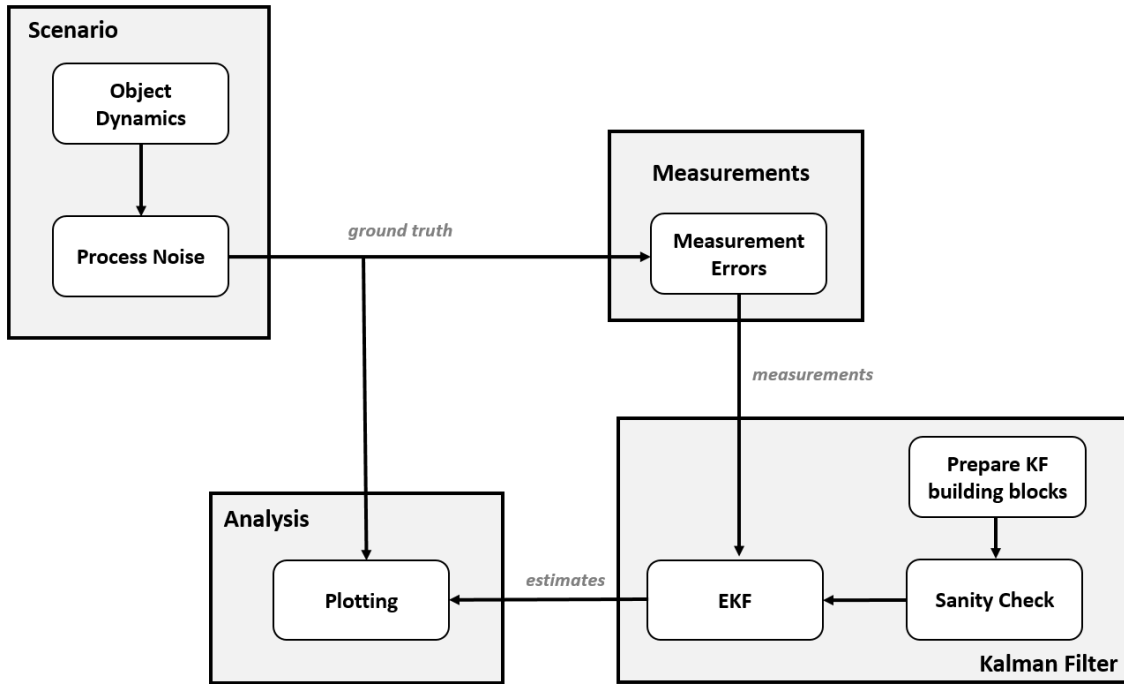 Scenario
Object
Dynamics
Process Noise
ground truth
Measurements
Measurement
Errors
measurements
Prepare KF
building blocks
Sanity Check
EKF
Kalman Filter
estimates
Analysis
Plotting